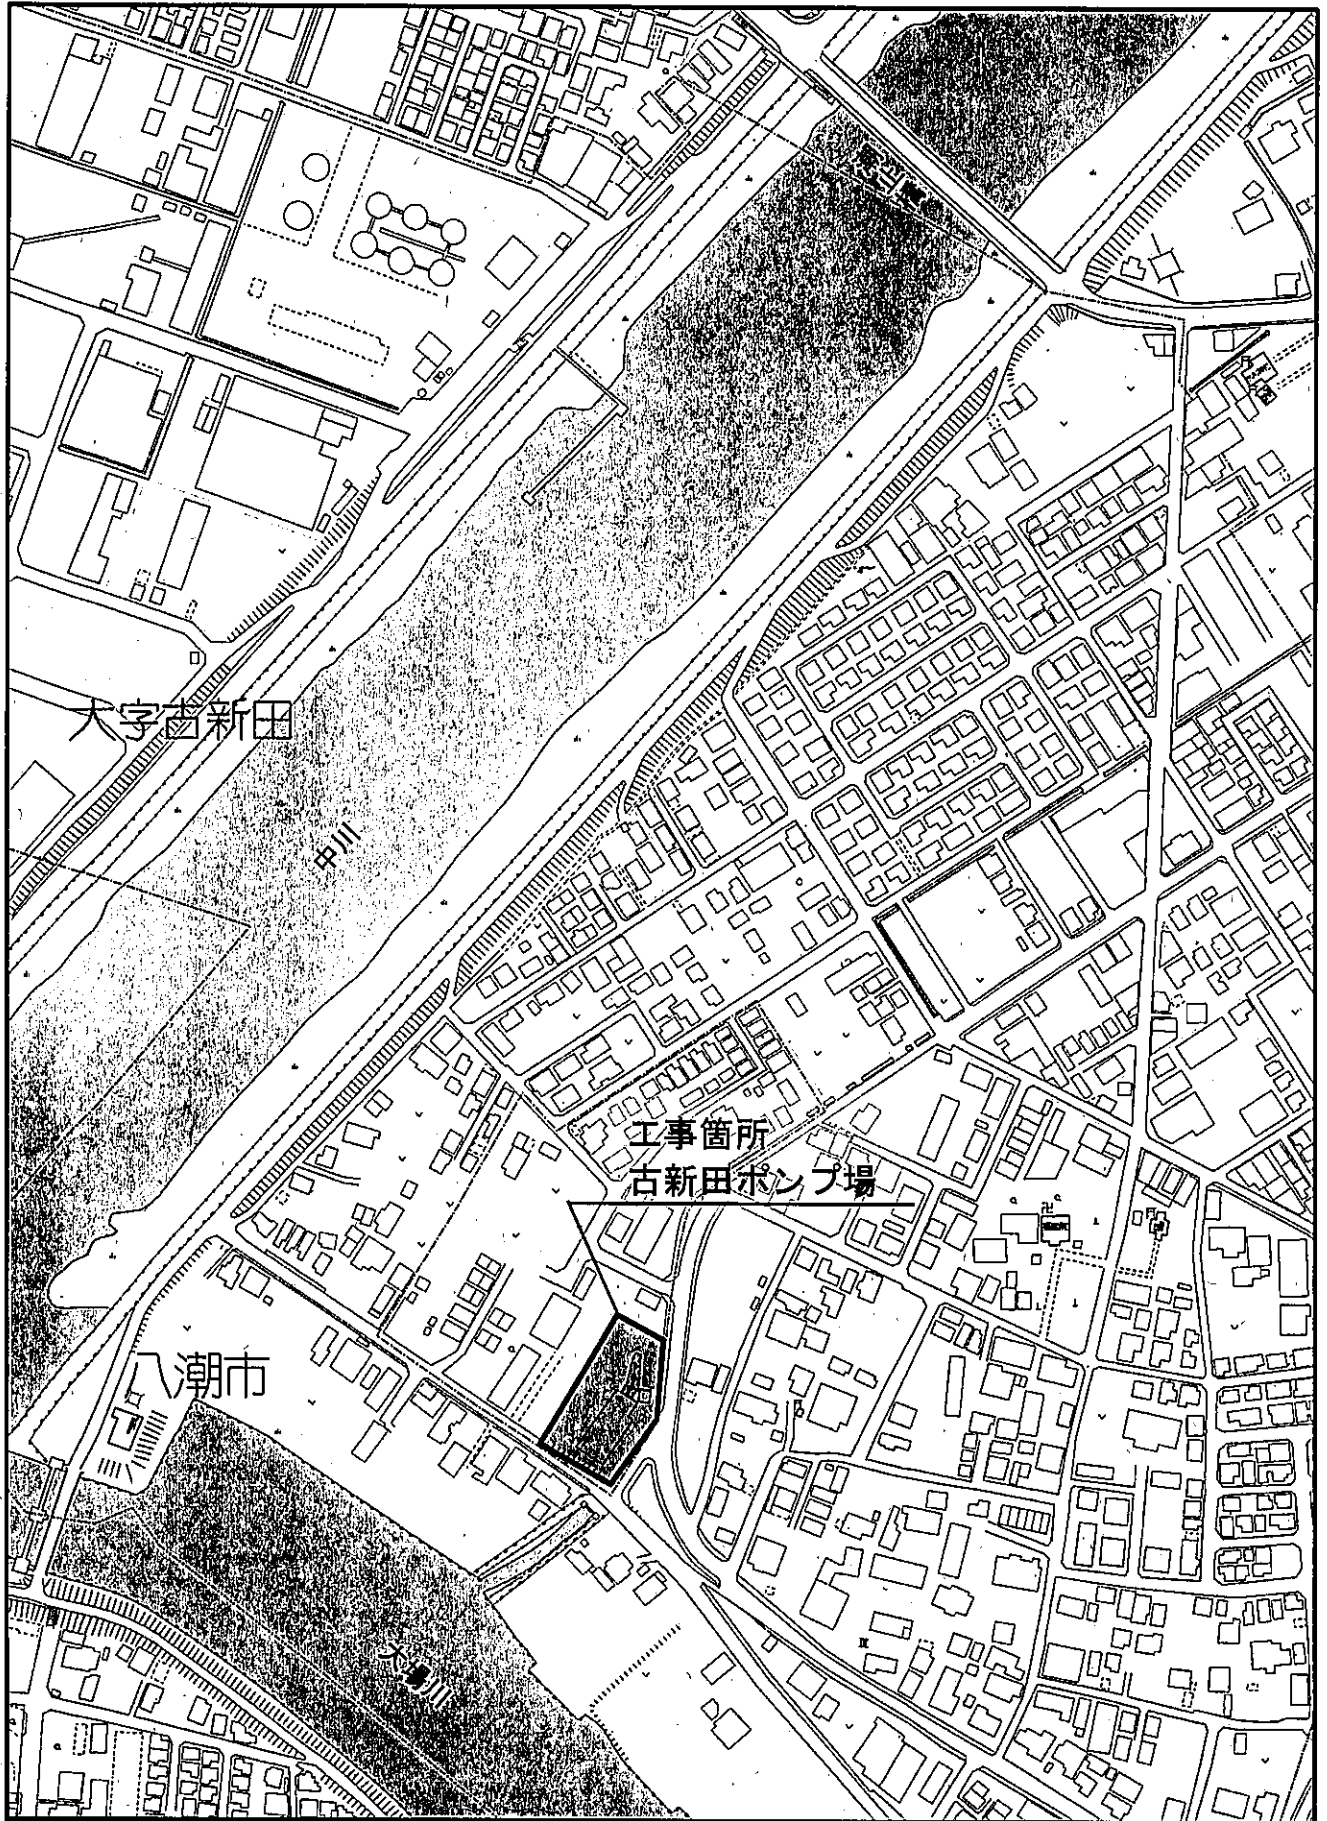 大字古新田
中川
工事箇所
古新田ポンプ場
八潮市
大場川